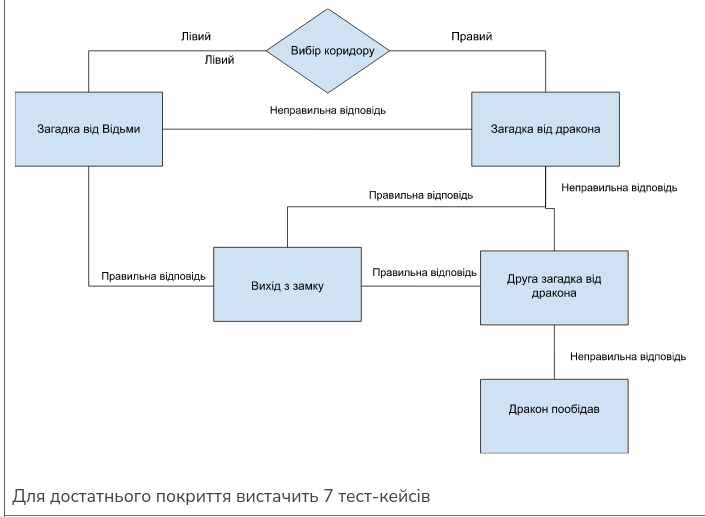 Лівий
Лівий
Вибір коридору
Правий
Загадка від Відьми
Неправильна відповідь
Загадка від дракона
Неправильна відповідь
Правильна відповідь
Правильна відповідь
Вихід з замку
Правильна відповідь
Друга загадка від
дракона
Неправильна відповідь
Дракон пообідав
Для достатнього покриття вистачить 7 тест-кейсів